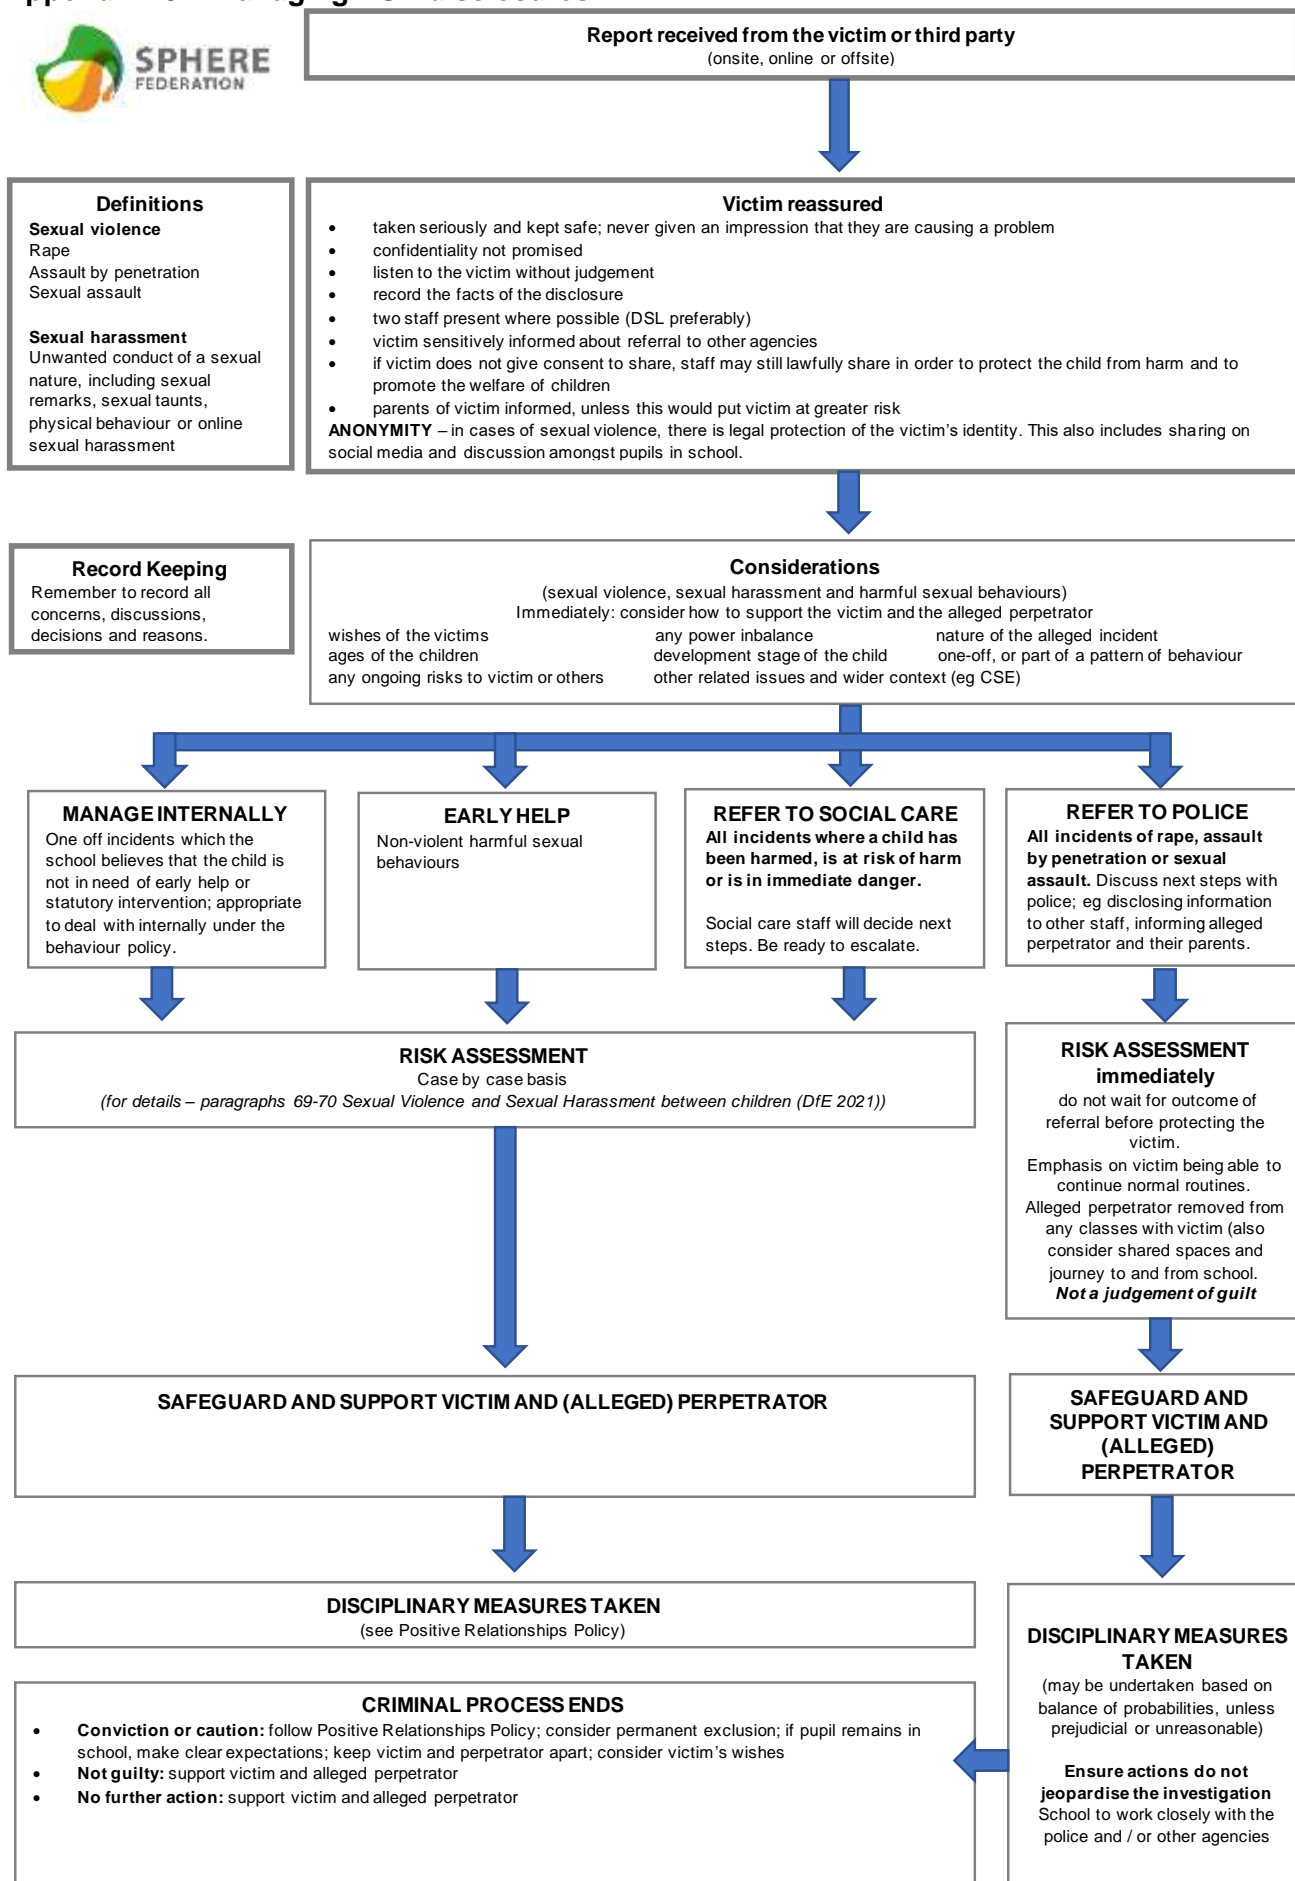 SPHERE
FEDERATION
Report received from the victim or third party
(onsite, online or offsite)
Definitions
Sexual violence
Rape
Assault by penetration
Sexual assault
Sexual harassment
Unwanted conduct of a sexual
nature, including sexual
remarks, sexual taunts,
physical behaviour or online
sexual harassment
Victim reassured
• taken seriously and kept safe; never given an impression that they are causing a problem
• confidentiality not promised
• listen to the victim without judgement
• record the facts of the disclosure
• two staff present where possible (DSL preferably)
• victim sensitively informed about referral to other agencies
• if victim does not give consent to share, staff may still lawfully share in order to protect the child from harm and to
promote the welfare of children
• parents of victim informed, unless this would put victim at greater risk
ANONYMITY – in cases of sexual violence, there is legal protection of the victim's identity. This also includes sharing on
social media and discussion amongst pupils in school.
Record Keeping
Remember to record all
concerns, discussions,
decisions and reasons.
Considerations
(sexual violence, sexual harassment and harmful sexual behaviours)
Immediately: consider how to support the victim and the alleged perpetrator
wishes of the victims any power inbalance nature of the alleged incident
ages of the children development stage of the child one-off, or part of a pattern of behaviour
any ongoing risks to victim or others other related issues and wider context (eg CSE)
MANAGE INTERNALLY
One off incidents which the
school believes that the child is
not in need of early help or
statutory intervention; appropriate
to deal with internally under the
behaviour policy.
EARLY HELP
Non-violent harmful sexual
behaviours
REFER TO SOCIAL CARE
All incidents where a child has
been harmed, is at risk of harm
or is in immediate danger.
Social care staff will decide next
steps. Be ready to escalate.
REFER TO POLICE
All incidents of rape, assault
by penetration or sexual
assault. Discuss next steps with
police; eg disclosing information
to other staff, informing alleged
perpetrator and their parents.
RISK ASSESSMENT
Case by case basis
(for details – paragraphs 69-70 Sexual Violence and Sexual Harassment between children (DfE 2021))
RISK ASSESSMENT
immediately
do not wait for outcome of
referral before protecting the
victim.
Emphasis on victim being able to
continue normal routines.
Alleged perpetrator removed from
any classes with victim (also
consider shared spaces and
journey to and from school.
Not a judgement of guilt
SAFEGUARD AND SUPPORT VICTIM AND (ALLEGED) PERPETRATOR
SAFEGUARD AND
SUPPORT VICTIM AND
(ALLEGED)
PERPETRATOR
DISCIPLINARY MEASURES TAKEN
(see Positive Relationships Policy)
DISCIPLINARY MEASURES
TAKEN
(may be undertaken based on
balance of probabilities, unless
prejudicial or unreasonable)
Ensure actions do not
jeopardise the investigation
School to work closely with the
police and / or other agencies
CRIMINAL PROCESS ENDS
• Conviction or caution: follow Positive Relationships Policy; consider permanent exclusion; if pupil remains in
school, make clear expectations; keep victim and perpetrator apart; consider victim's wishes
• Not guilty: support victim and alleged perpetrator
• No further action: support victim and alleged perpetrator